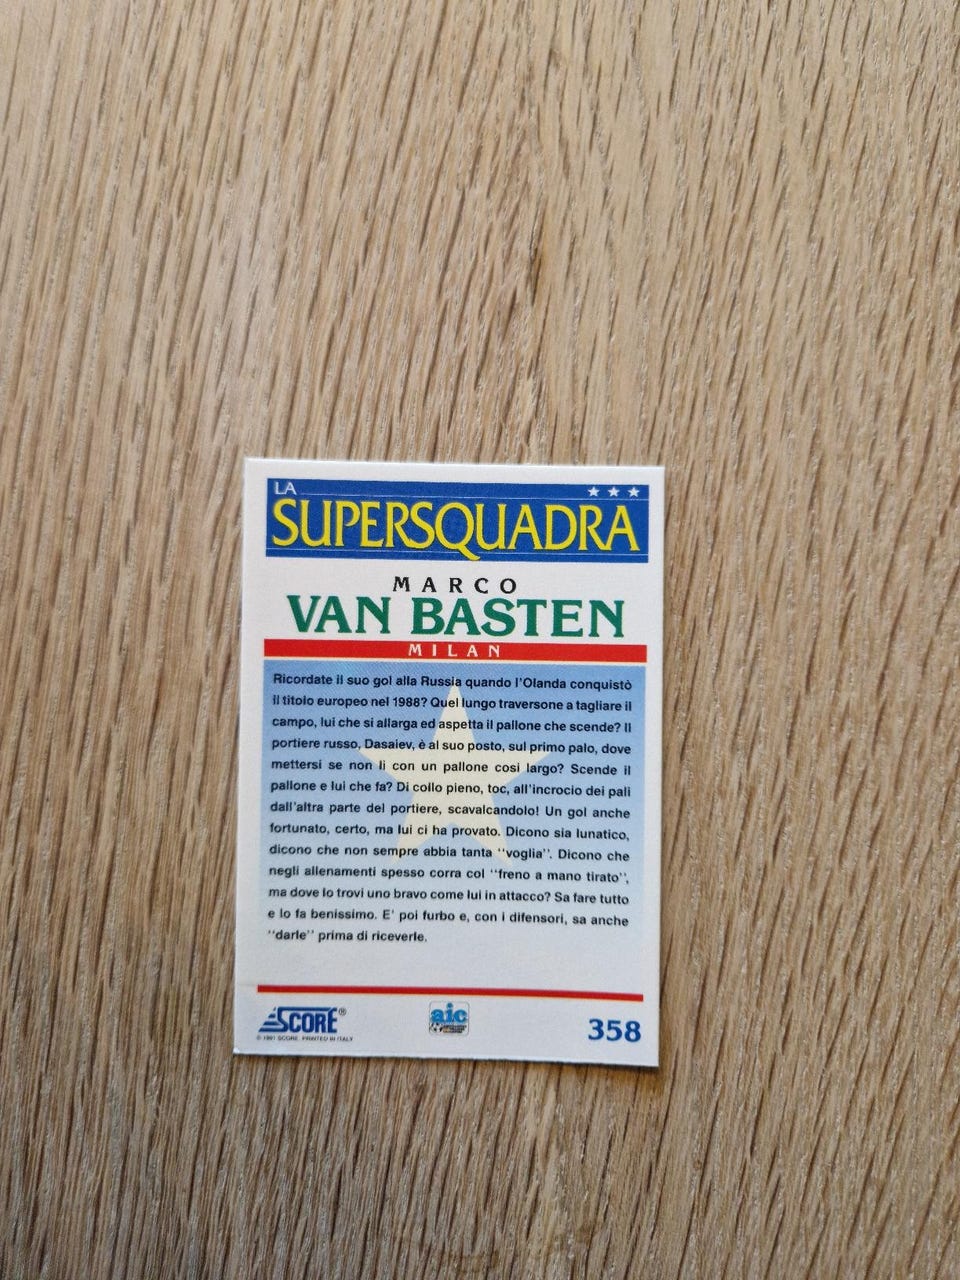 LA
SUPERSQUADRA
MARCO
VAN BASTEN
MILAN
Ricordate il suo gol alla Russia quando l'Olanda conquistò
il titolo europeo nel 1988? Quel lungo traversone a tagliare il
campo, lui che si allarga ed aspetta il pallone che scende? Il
portiere russo, Dasaiev, è al suo posto, sul primo palo, dove
mettersi se non li con un pallone cosi largo? Scende il
pallone e lui che fa? Di collo pieno, toc, all'incrocio dei pali
dall'altra parte del portiere, scavalcandolo! Un gol anche
fortunato, certo, ma lui ci ha provato. Dicono sia lunatico,
dicono che non sempre abbia tanta ''voglia''. Dicono che
negli allenamenti spesso corra col ''freno a mano tirato'',
ma dove lo trovi uno bravo come lui in attacco? Sa fare tutto
e lo fa benissimo. E' poi furbo e, con i difensori, sa anche
''darle'' prima di riceverle.
SCORE®
© 1991 SCORE. PRINTED IN ITALY
aic
358